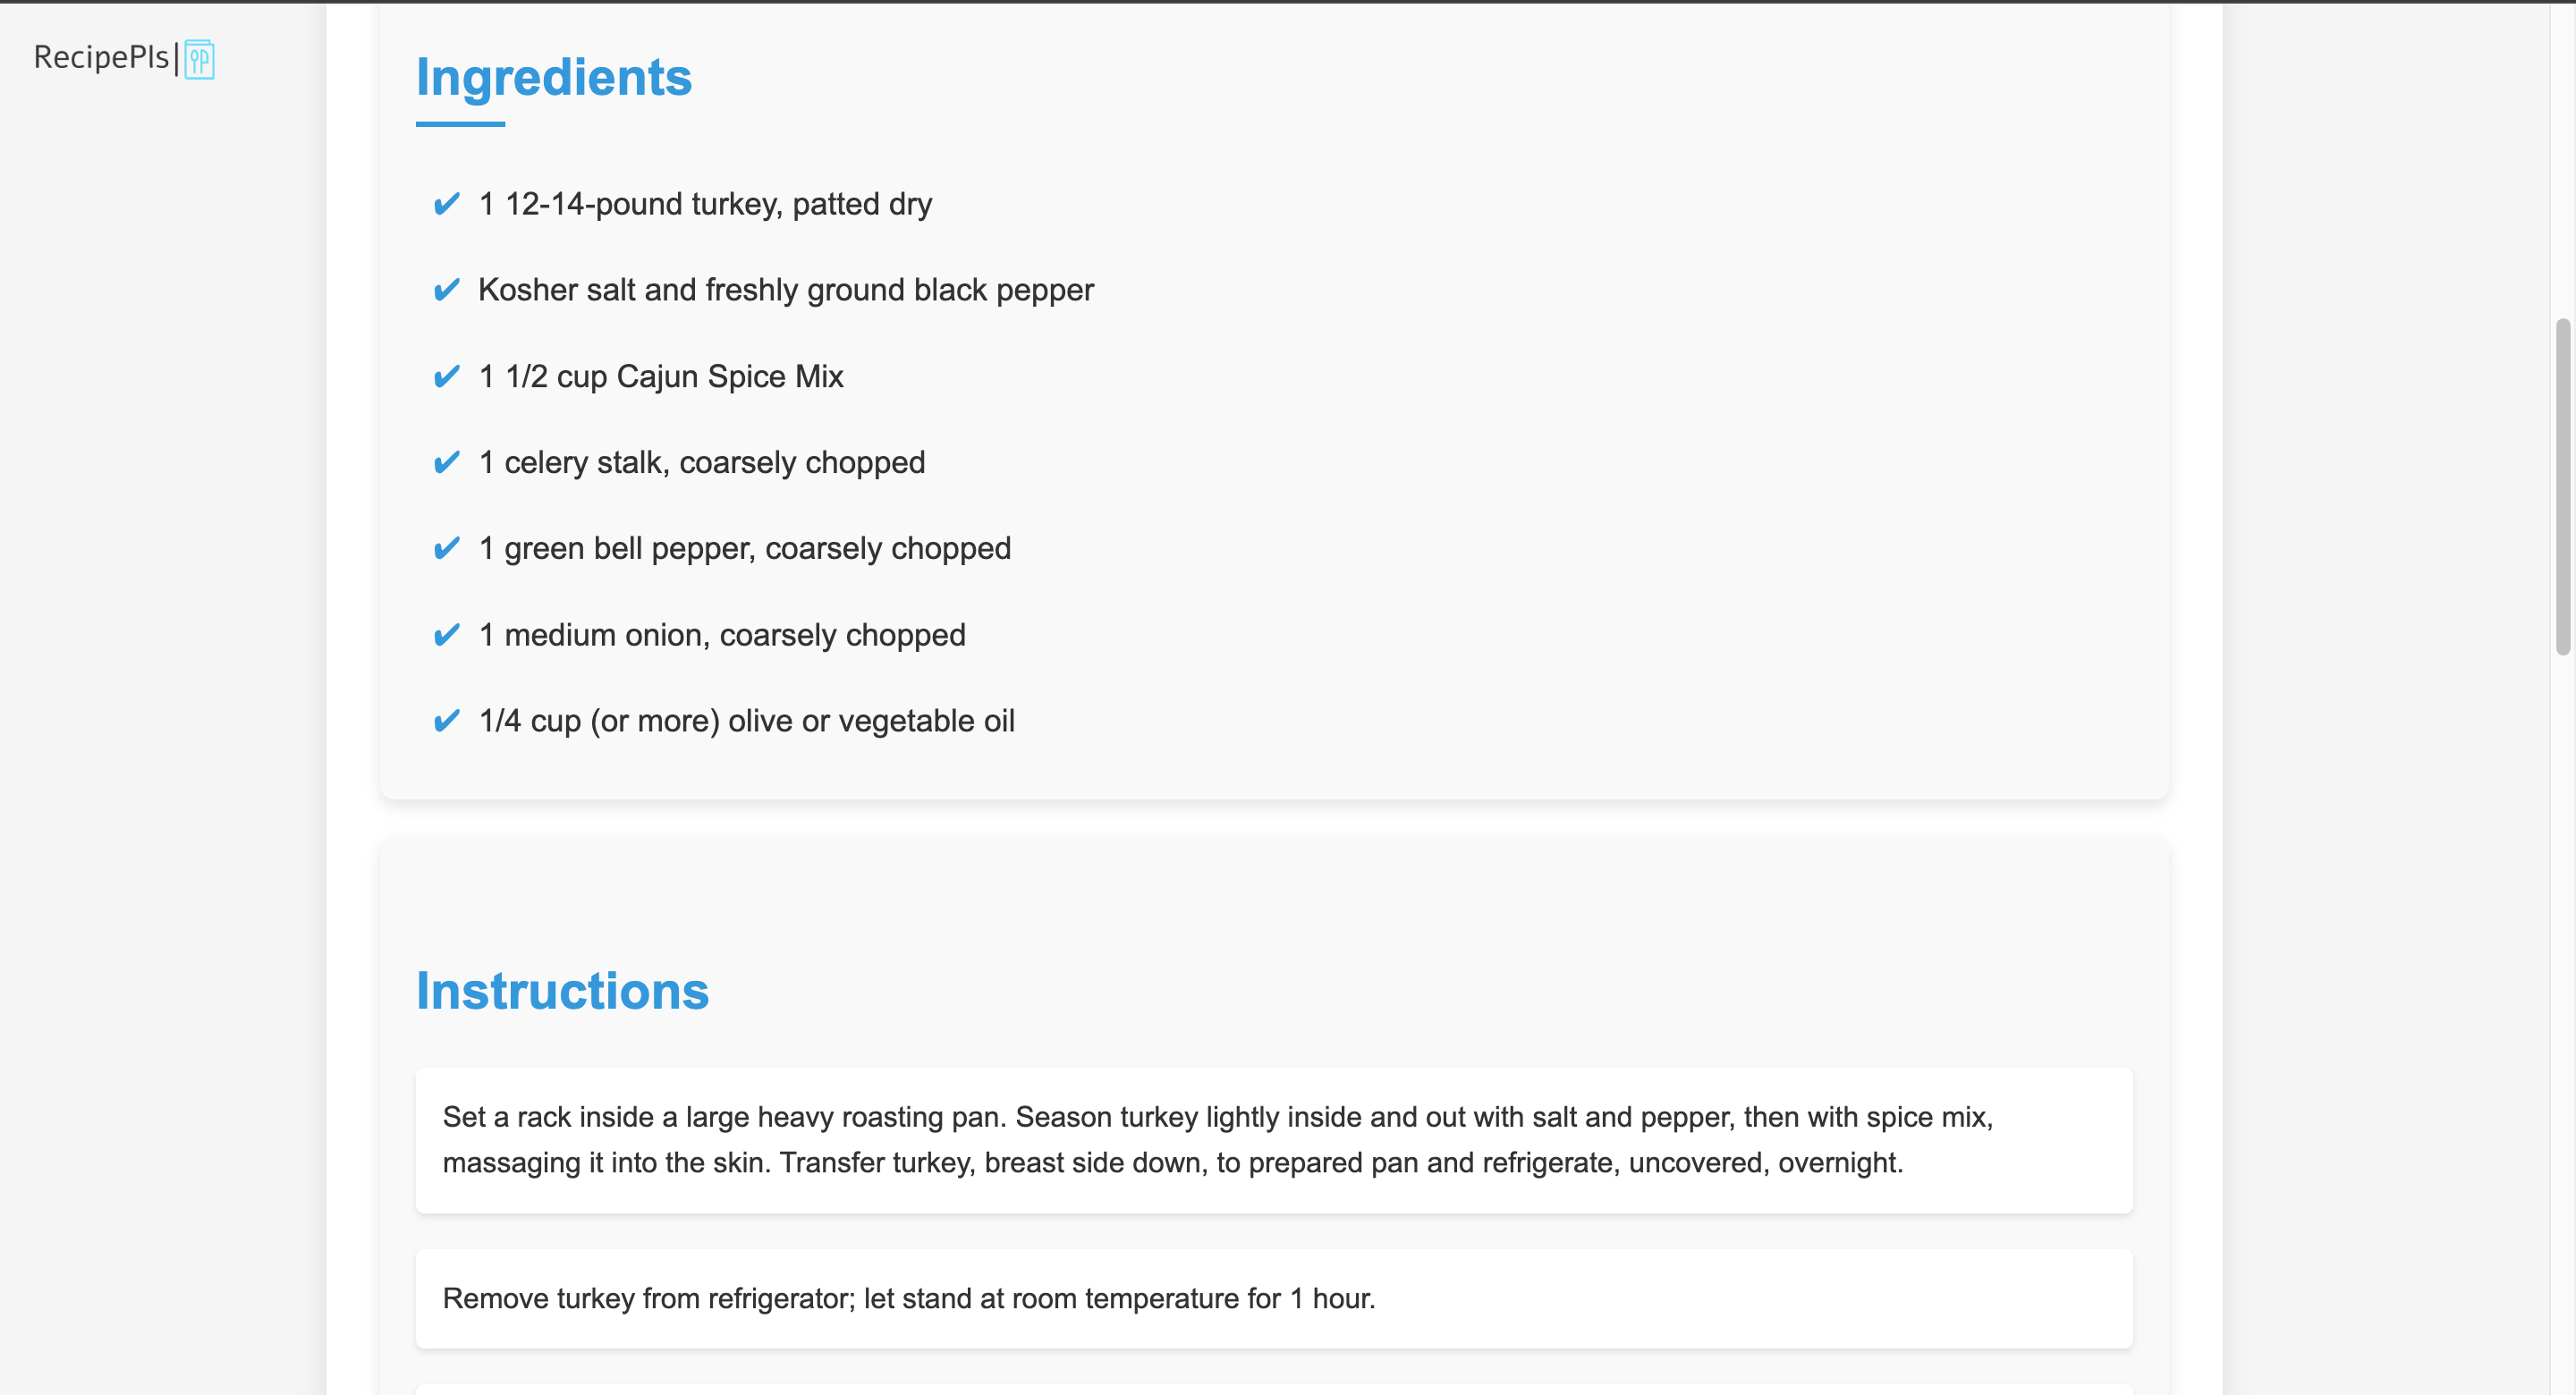 RecipePls|
Ingredients
✔ 1 12-14-pound turkey, patted dry
✔ Kosher salt and freshly ground black pepper
✔ 1 1/2 cup Cajun Spice Mix
✔ 1 celery stalk, coarsely chopped
✔ 1 green bell pepper, coarsely chopped
✔ 1 medium onion, coarsely chopped
✔ 1/4 cup (or more) olive or vegetable oil
Instructions
Set a rack inside a large heavy roasting pan. Season turkey lightly inside and out with salt and pepper, then with spice mix,
massaging it into the skin. Transfer turkey, breast side down, to prepared pan and refrigerate, uncovered, overnight.
Remove turkey from refrigerator; let stand at room temperature for 1 hour.